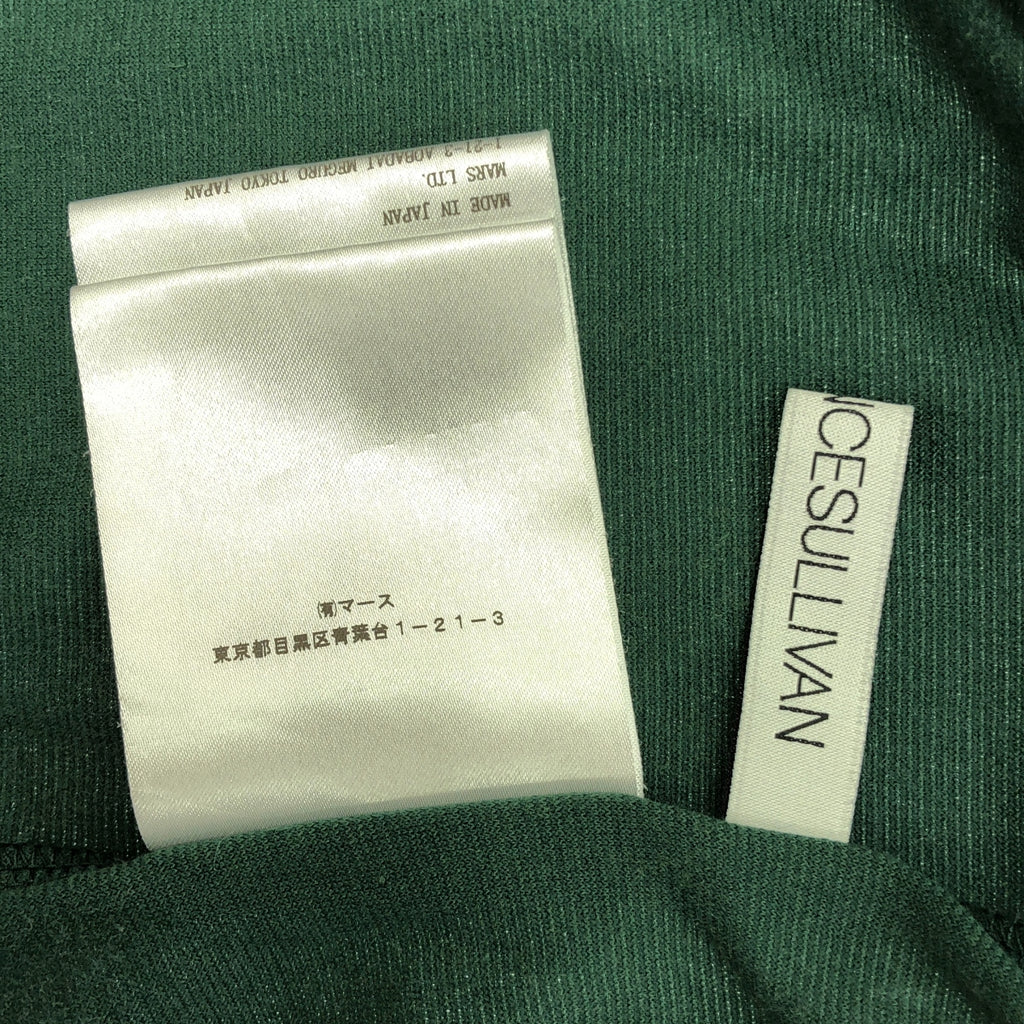 MADE IN JAPAN
MARS LTD.
1-21-3 AOBADAI MEGURO TOKYO JAPAN
㈲マース
東京都目黒区青葉台1-21-3
NCESULLIVAN